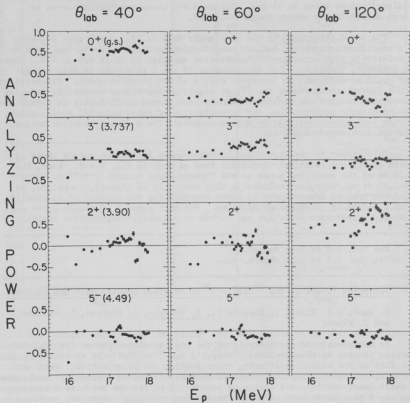 θlab = 40° θlab = 60° θlab = 120°
ANALYZING POWER
1.0
0.5
0.0
-0.5
0+ (g.s.) 0+ 0+
0.5
0.0
-0.5
3- (3.737) 3- 3-
0.5
0.0
-0.5
2+ (3.90) 2+ 2+
0.5
0.0
-0.5
5- (4.49) 5- 5-
16 17 18 16 17 18 16 17 18
Ep (MeV)